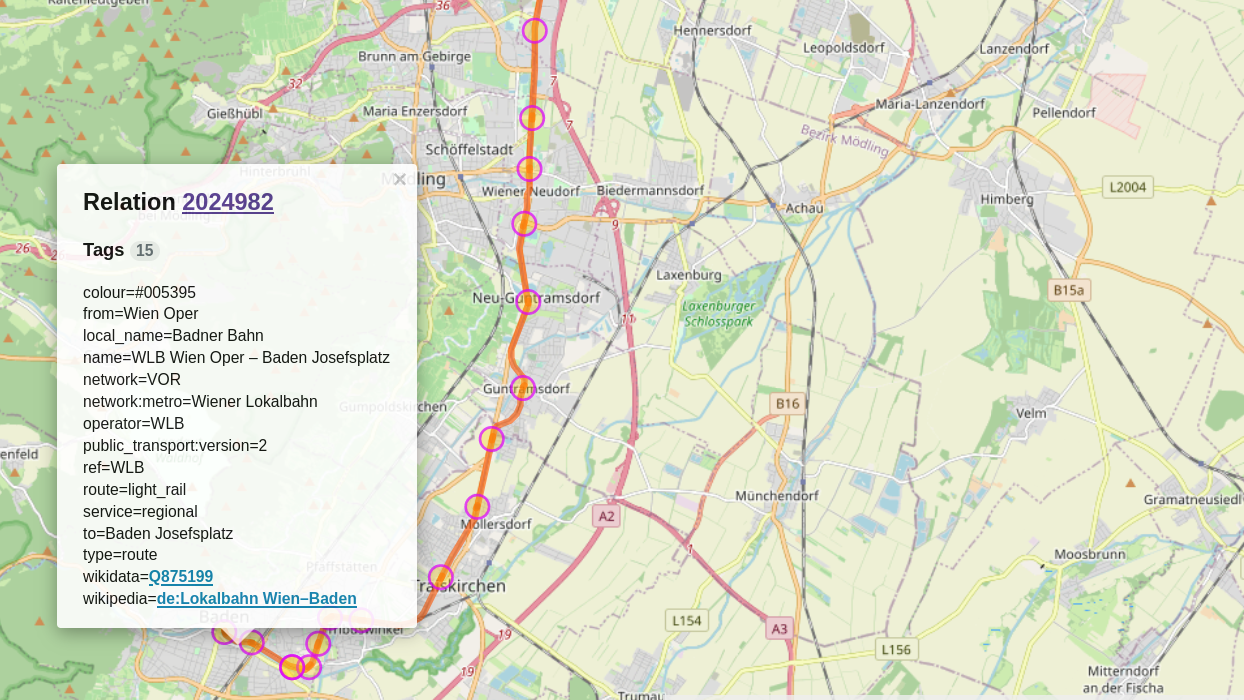 Kaltenleutgeben
36
Brunn am Gebirge
Hennersdorf
Leopoldsdorf
Lanzendorf
32
7
Gießhübl
Maria Enzersdorf
7
Maria-Lanzendorf
Pellendorf
Schöffelstadt
Bezirk Mödling
Hinterbrühl
Mödling
Wiener Neudorf
Biedermannsdorf
L2004
Achau
Himberg
9
26
Relation 2024982
bei Mödling
Tags 15
Laxenburg
B15a
colour=#005395
from=Wien Oper
local_name=Badner Bahn
name=WLB Wien Oper – Baden Josefsplatz
network=VOR
network:metro=Wiener Lokalbahn
operator=WLB
public_transport:version=2
ref=WLB
route=light_rail
service=regional
to=Baden Josefsplatz
type=route
wikidata=Q875199
wikipedia=de:Lokalbahn Wien–Baden
Neu-Guntramsdorf
Laxenburger
Schlosspark
11
Guntramsdorf
Gumpoldskirchen
B16
Velm
enfeld
Münchendorf
Gramatneusiedl
A2
Möllersdorf
1
Moosbrunn
Pfaffstätten
Traiskirchen
Baden
Tribuswinkel
L154
A3
19
L156
19
Mitterndorf
an der Fischa
Trumau